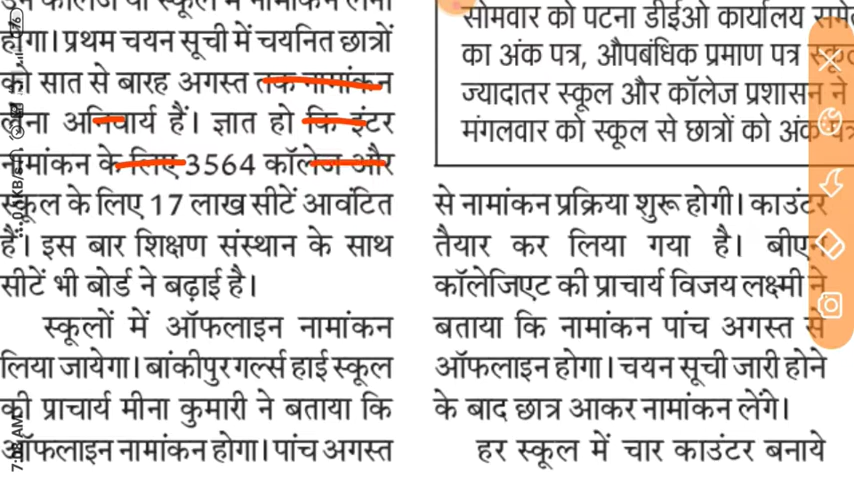 होगा। प्रथम चयन सूची में चयनित छात्रों
को सात से बारह अगस्त तक नामांकन
लेना अनिवार्य हैं। ज्ञात हो कि इंटर
नामांकन के लिए 3564 कॉलेज और
स्कूल के लिए 17 लाख सीटें आवंटित
हैं। इस बार शिक्षण संस्थान के साथ
सीटें भी बोर्ड ने बढ़ाई है।
स्कूलों में ऑफलाइन नामांकन
लिया जायेगा। बांकीपुर गर्ल्स हाई स्कूल
की प्राचार्य मीना कुमारी ने बताया कि
ऑफलाइन नामांकन होगा। पांच अगस्त
सोमवार को पटना डीईओ कार्यालय समे
का अंक पत्र, औपबंधिक प्रमाण पत्र स्कूल
ज्यादातर स्कूल और कॉलेज प्रशासन ने
मंगलवार को स्कूल से छात्रों को अंक पत्र
से नामांकन प्रक्रिया शुरू होगी। काउंटर
तैयार कर लिया गया है। बीएन
कॉलेजिएट की प्राचार्य विजय लक्ष्मी ने
बताया कि नामांकन पांच अगस्त से
ऑफलाइन होगा। चयन सूची जारी होने
के बाद छात्र आकर नामांकन लेंगे।
हर स्कूल में चार काउंटर बनाये